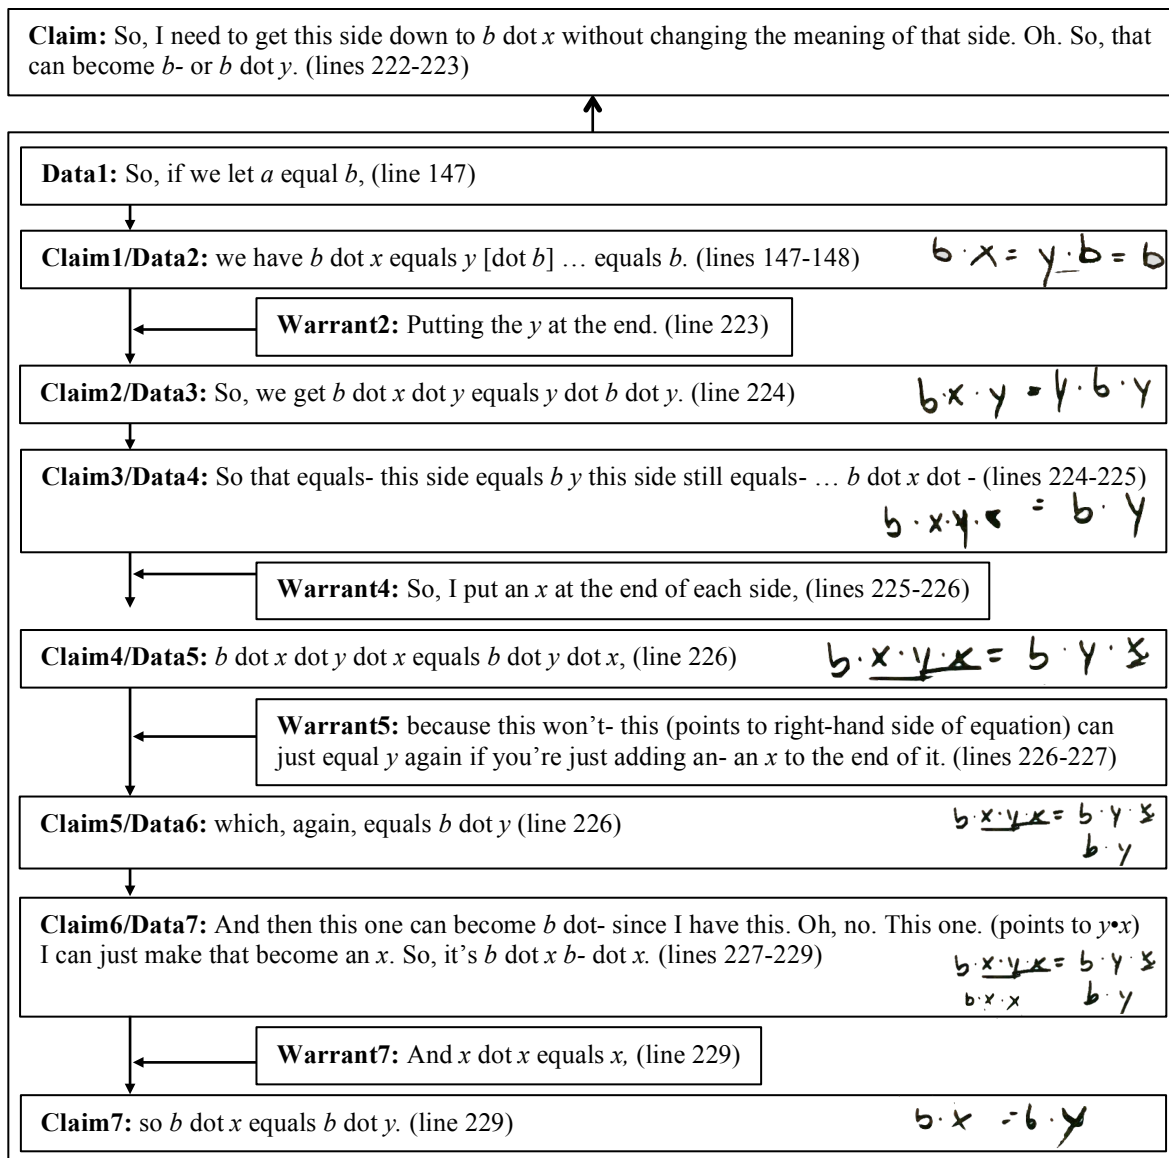 Claim: So, I need to get this side down to b dot x without changing the meaning of that side. Oh. So, that
can become b- or b dot y. (lines 222-223)
Data1: So, if we let a equal b, (line 147)
Claim1/Data2: we have b dot x equals y [dot b] … equals b. (lines 147-148)
b · x = y · b = b
Warrant2: Putting the y at the end. (line 223)
Claim2/Data3: So, we get b dot x dot y equals y dot b dot y. (line 224)
b · x · y = y · b · y
Claim3/Data4: So that equals- this side equals b y this side still equals- … b dot x dot - (lines 224-225)
b · x · y · = b · y
Warrant4: So, I put an x at the end of each side, (lines 225-226)
Claim4/Data5: b dot x dot y dot x equals b dot y dot x, (line 226)
b · x · y · x = b · y · x
Warrant5: because this won't- this (points to right-hand side of equation) can
just equal y again if you're just adding an- an x to the end of it. (lines 226-227)
Claim5/Data6: which, again, equals b dot y (line 226)
b · x · y · x = b · y · x
b · y
Claim6/Data7: And then this one can become b dot- since I have this. Oh, no. This one. (points to y•x)
I can just make that become an x. So, it's b dot x b- dot x. (lines 227-229)
b · x · y · x = b · y · x
b · x · x b · y
Warrant7: And x dot x equals x, (line 229)
Claim7: so b dot x equals b dot y. (line 229)
b · x = b · y